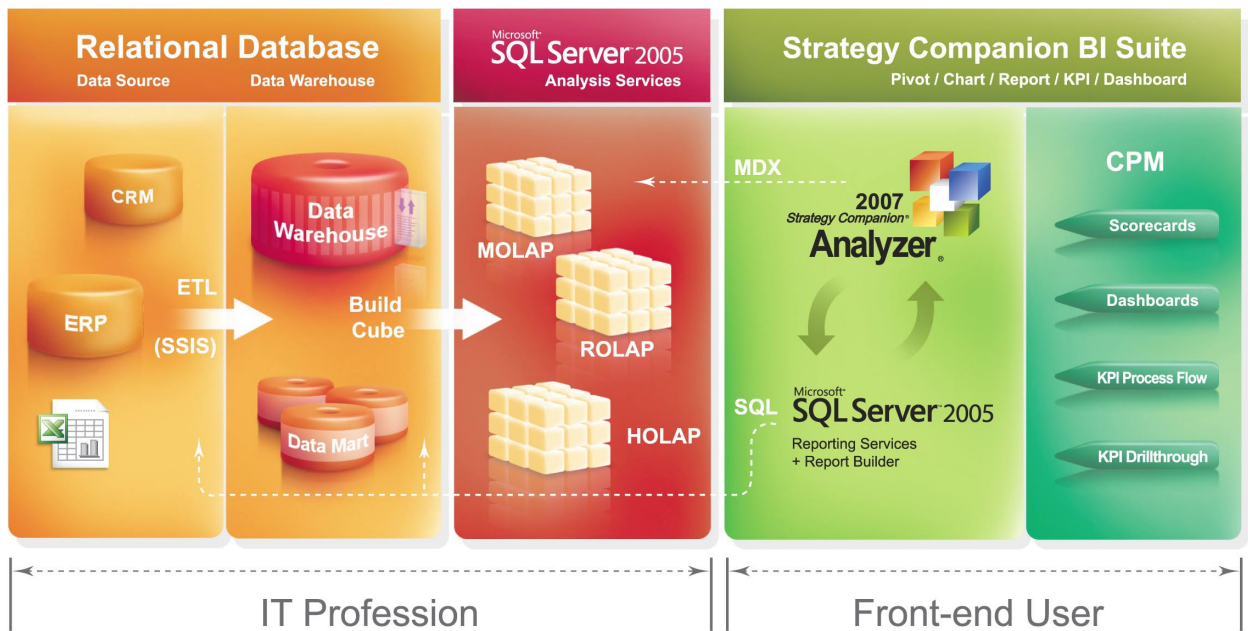 Relational Database
Data Source
Data Warehouse
Microsoft®
SQL Server™ 2005
Analysis Services
Strategy Companion BI Suite
Pivot / Chart / Report / KPI / Dashboard
CRM
ERP
ETL
(SSIS)
Data
Warehouse
Build
Cube
Data Mart
MOLAP
ROLAP
HOLAP
MDX
2007
Strategy Companion®
Analyzer®
SQL
Microsoft®
SQL Server™ 2005
Reporting Services
+ Report Builder
CPM
Scorecards
Dashboards
KPI Process Flow
KPI Drillthrough
IT Profession
Front-end User